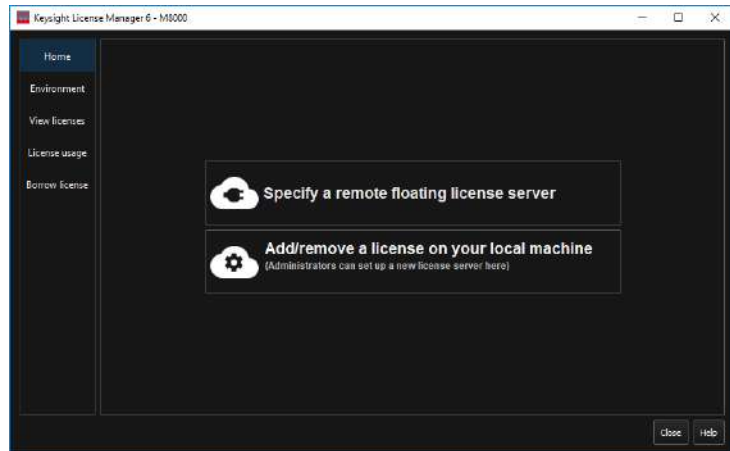 Keysight License Manager 6 - M8000
Home
Environment
View licenses
License usage
Borrow license
Specify a remote floating license server
Add/remove a license on your local machine
(Administrators can set up a new license server here)
Close
Help